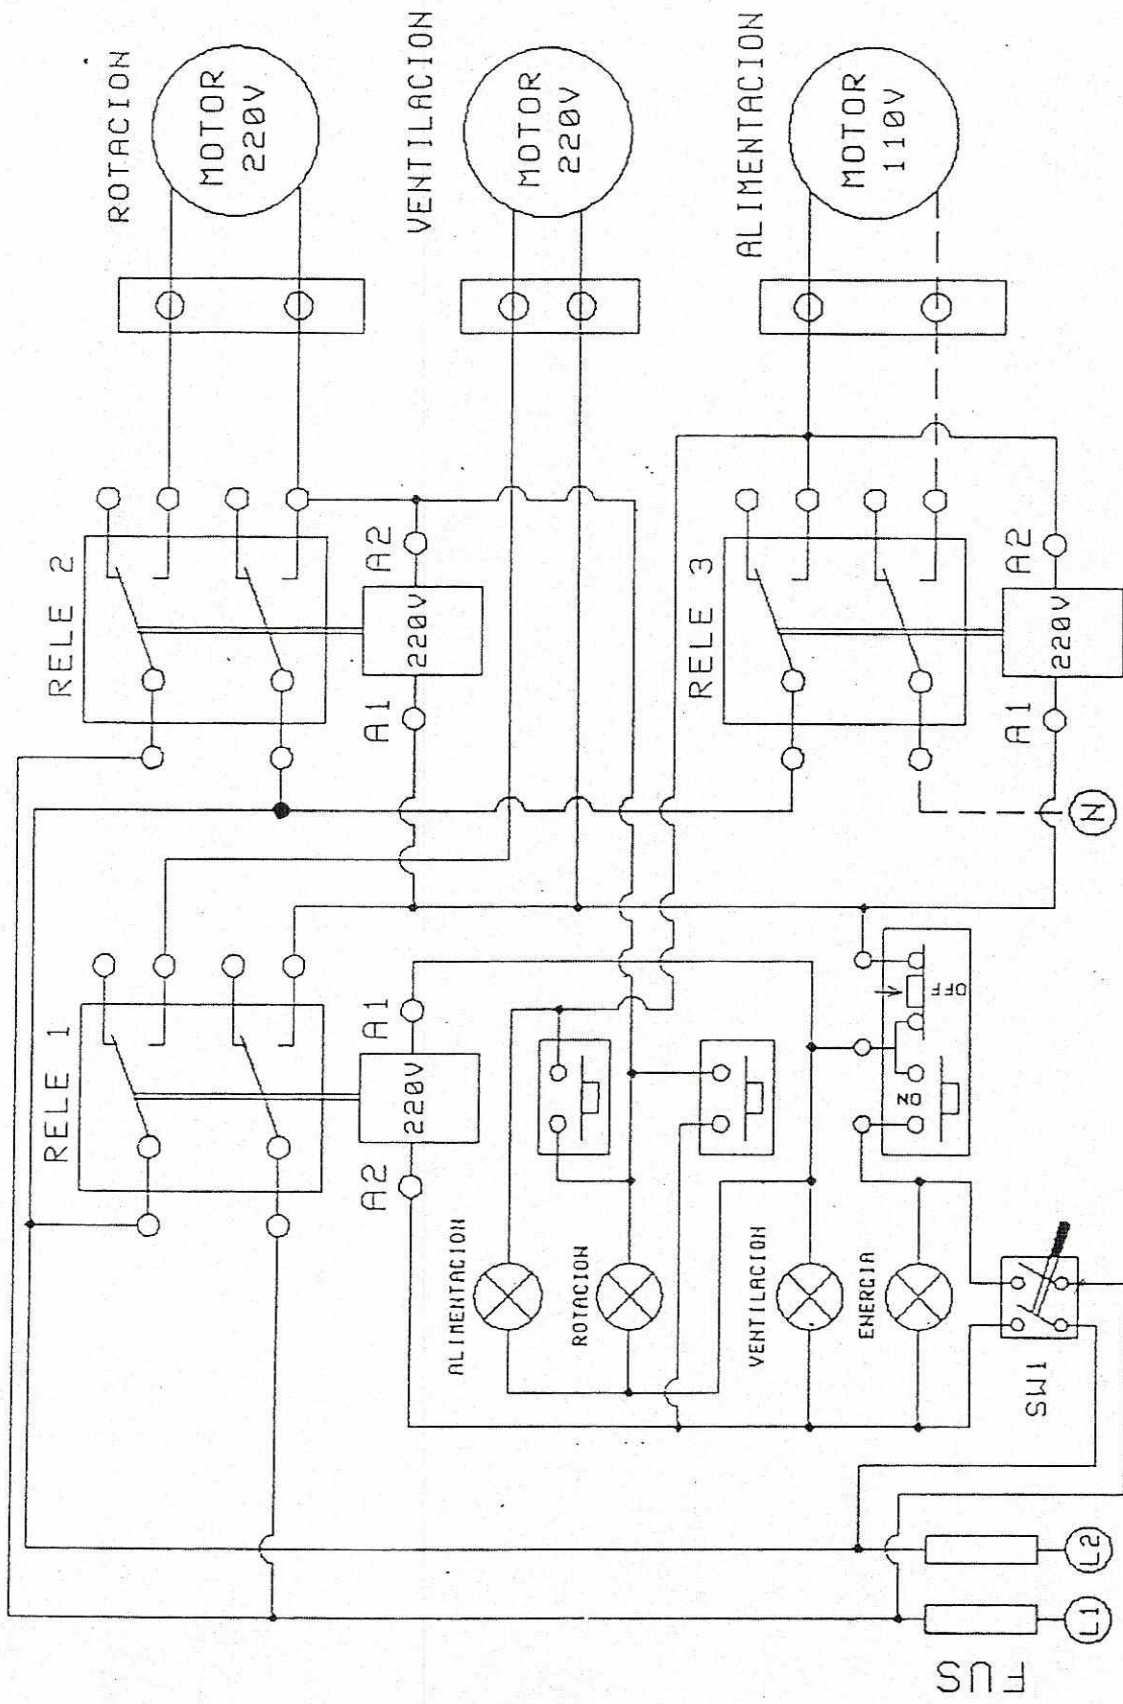 ROTACION
MOTOR
220V
VENTILACION
MOTOR
220V
ALIMENTACION
MOTOR
110V
RELE 2
A2
220V
A1
RELE 3
A2
220V
A1
N
RELE 1
A1
220V
A2
OFF
ON
ALIMENTACION
ROTACION
VENTILACION
ENERGIA
SW1
L2
L1
FUS